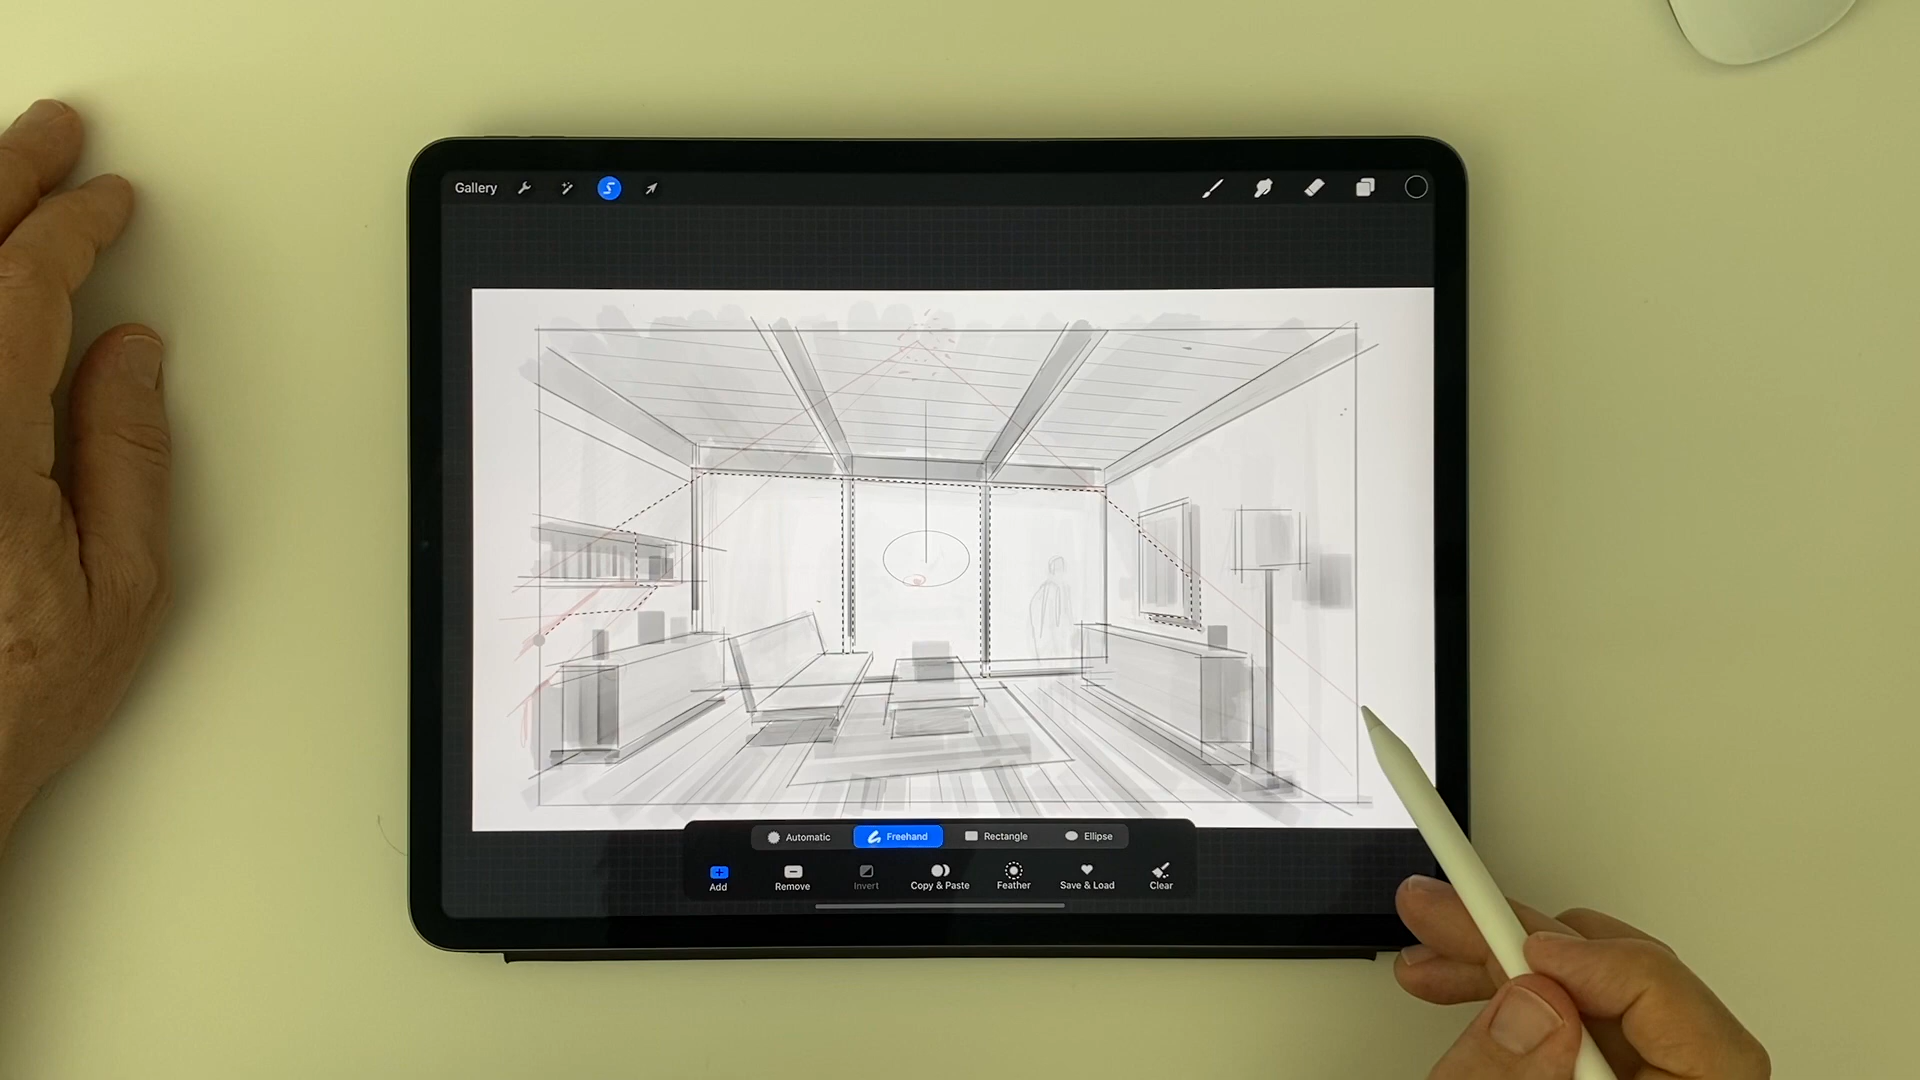 Gallery
Automatic Freehand Rectangle Ellipse
Add Remove Invert Copy & Paste Feather Save & Load Clear